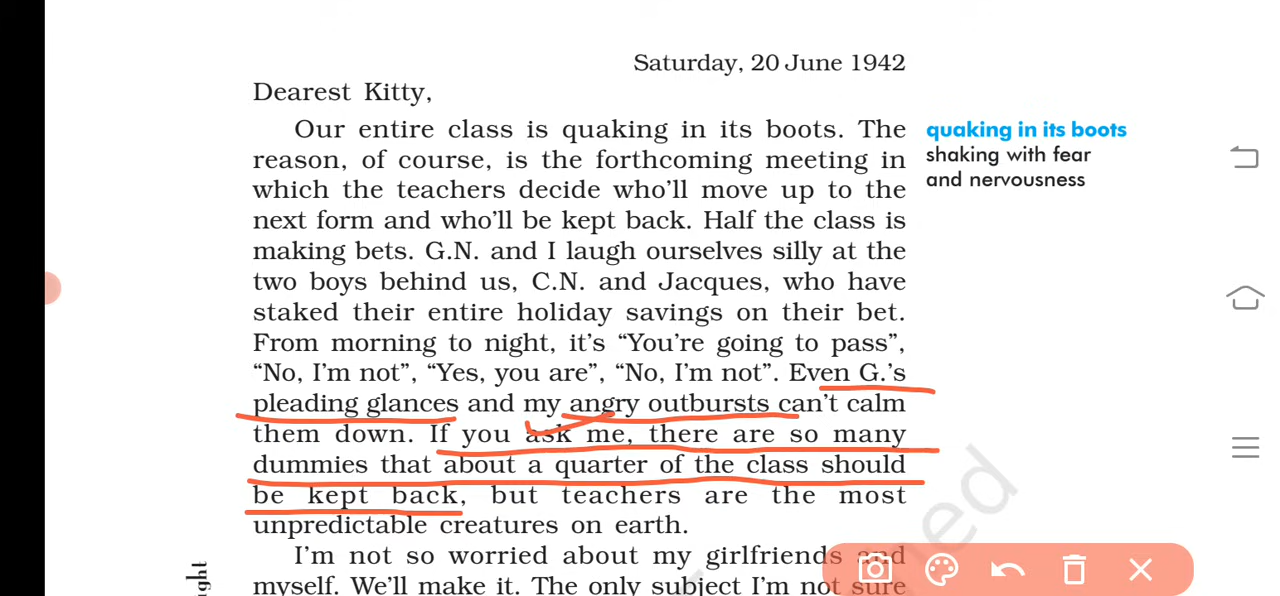 Saturday, 20 June 1942
Dearest Kitty,
Our entire class is quaking in its boots. The
reason, of course, is the forthcoming meeting in
which the teachers decide who'll move up to the
next form and who'll be kept back. Half the class is
making bets. G.N. and I laugh ourselves silly at the
two boys behind us, C.N. and Jacques, who have
staked their entire holiday savings on their bet.
From morning to night, it's “You're going to pass”,
“No, I'm not”, “Yes, you are”, “No, I'm not”. Even G.'s
pleading glances and my angry outbursts can't calm
them down. If you ask me, there are so many
dummies that about a quarter of the class should
be kept back, but teachers are the most
unpredictable creatures on earth.
I'm not so worried about my girlfriends and
myself. We'll make it. The only subject I'm not sure
quaking in its boots
shaking with fear
and nervousness